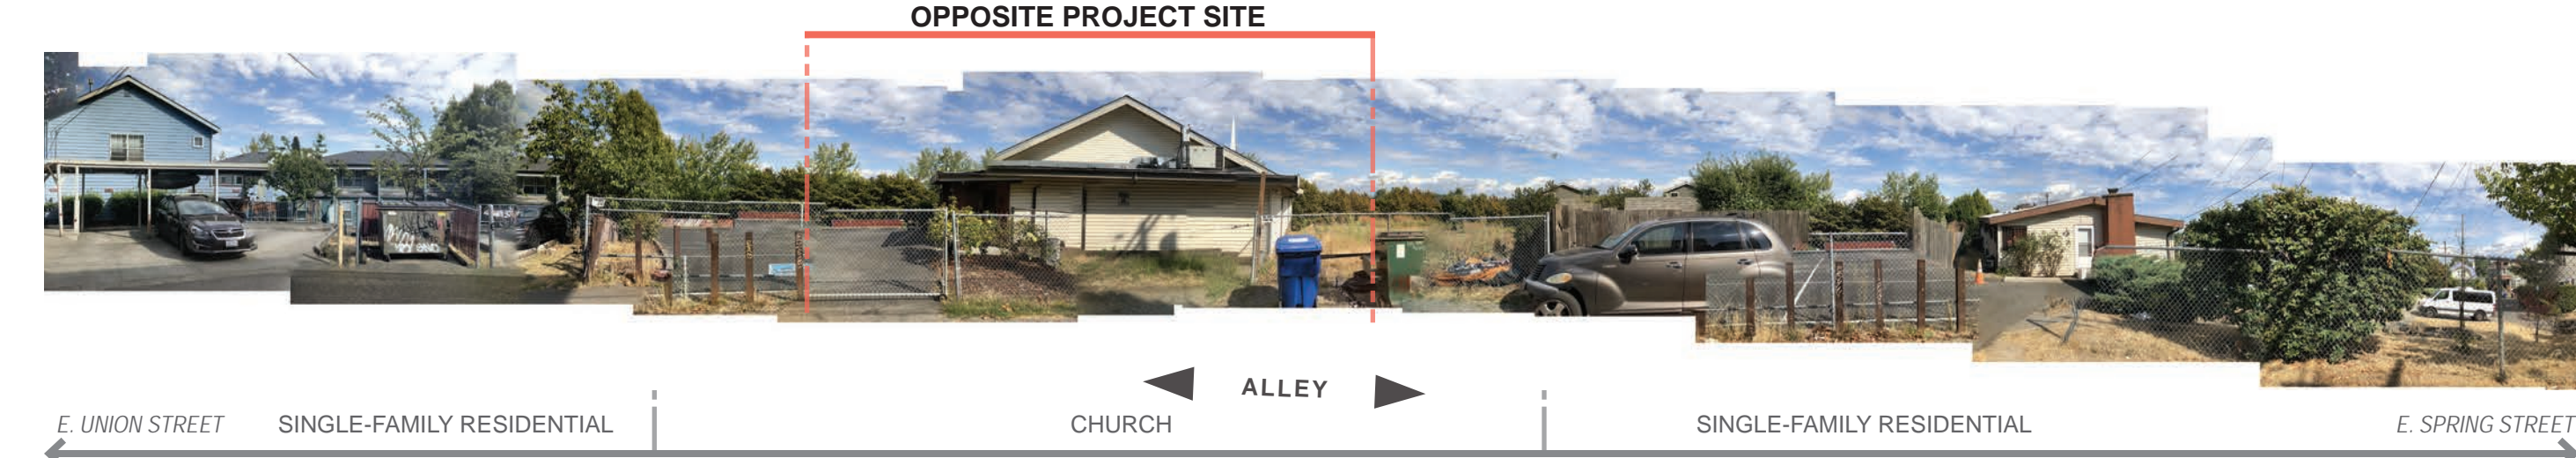 OPPOSITE PROJECT SITE
ALLEY
E. UNION STREET
SINGLE-FAMILY RESIDENTIAL
CHURCH
SINGLE-FAMILY RESIDENTIAL
E. SPRING STREET